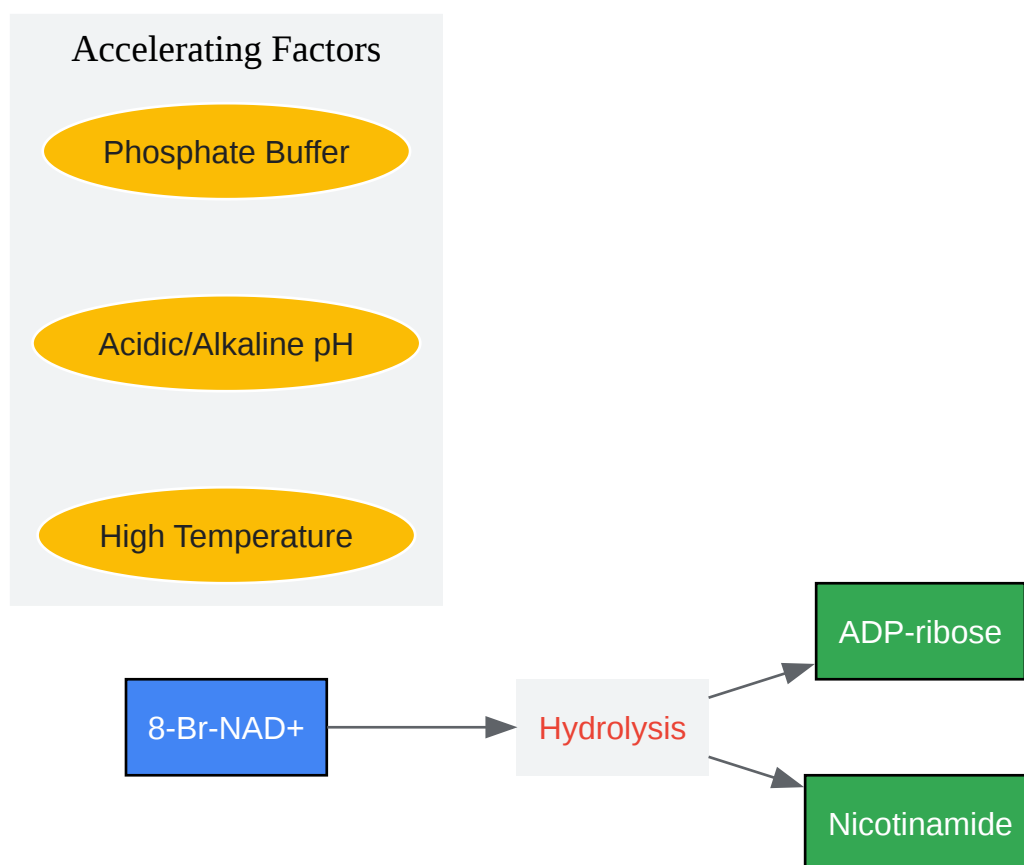 Accelerating Factors
Phosphate Buffer
Acidic/Alkaline pH
High Temperature
8-Br-NAD+
Hydrolysis
ADP-ribose
Nicotinamide